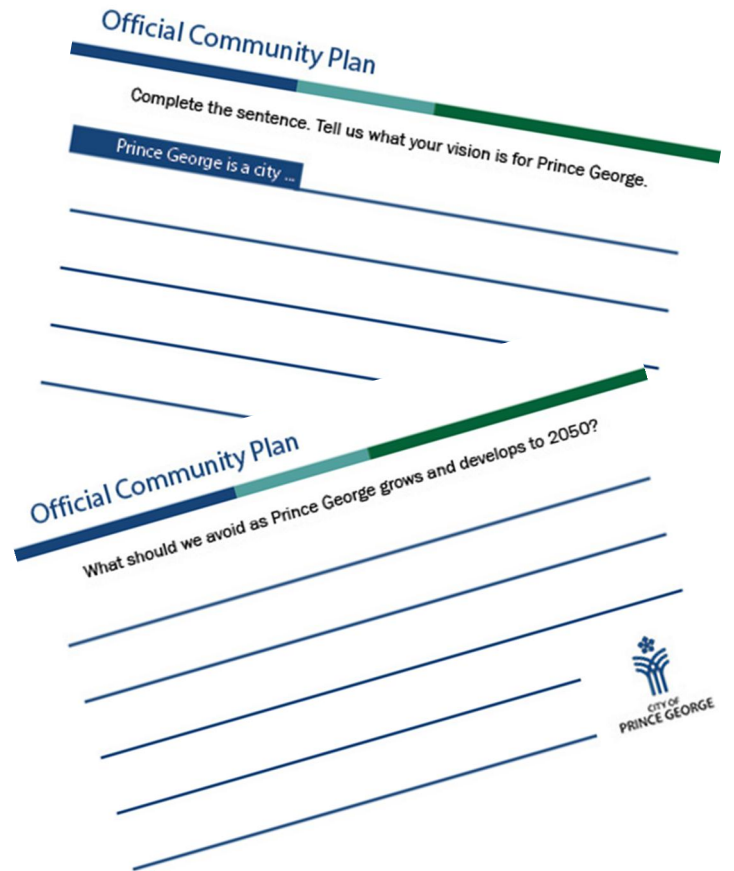 Official Community Plan
Complete the sentence. Tell us what your vision is for Prince George.
Prince George is a city ...
Official Community Plan
What should we avoid as Prince George grows and develops to 2050?
CITY OF
PRINCE GEORGE